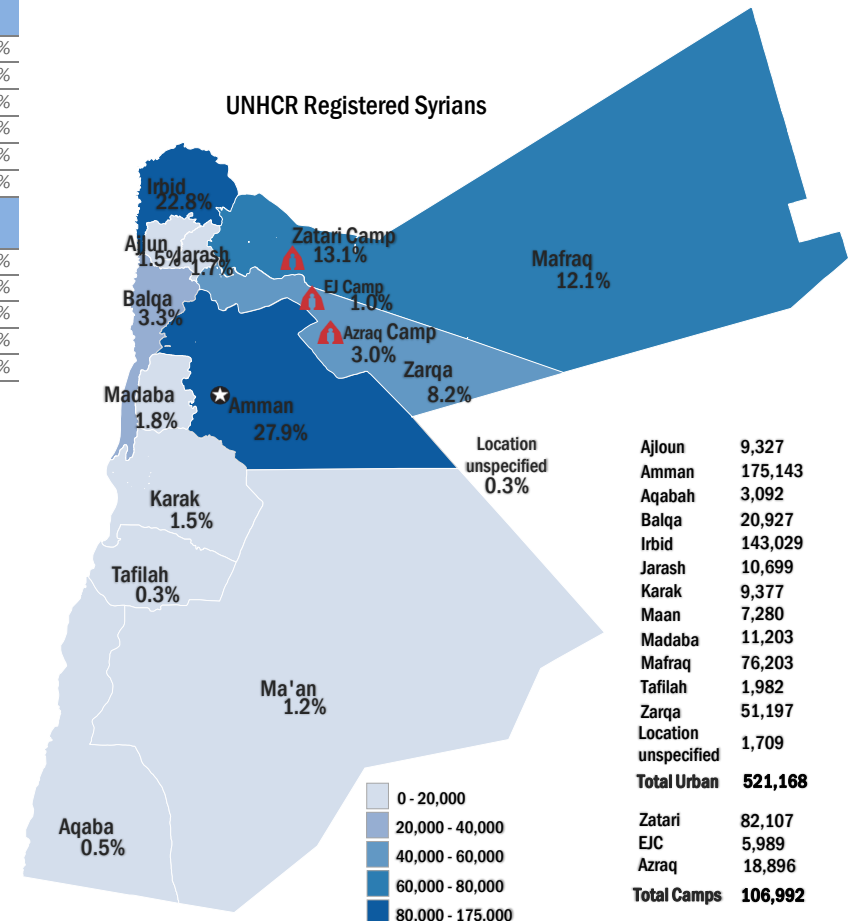 %
%
%
%
%
%
%
%
%
%
%
UNHCR Registered Syrians
Irbid
22.8%
Ajlun
1.5%
Jarash
1.7%
Zatari Camp
13.1%
Mafraq
12.1%
EJ Camp
1.0%
Balqa
3.3%
Azraq Camp
3.0%
Zarqa
8.2%
Madaba
1.8%
Amman
27.9%
Location
unspecified
0.3%
Karak
1.5%
Tafilah
0.3%
Ma'an
1.2%
Aqaba
0.5%
0 - 20,000
20,000 - 40,000
40,000 - 60,000
60,000 - 80,000
80,000 - 175,000
Ajloun 9,327
Amman 175,143
Aqabah 3,092
Balqa 20,927
Irbid 143,029
Jarash 10,699
Karak 9,377
Maan 7,280
Madaba 11,203
Mafraq 76,203
Tafilah 1,982
Zarqa 51,197
Location
unspecified 1,709
Total Urban 521,168
Zatari 82,107
EJC 5,989
Azraq 18,896
Total Camps 106,992